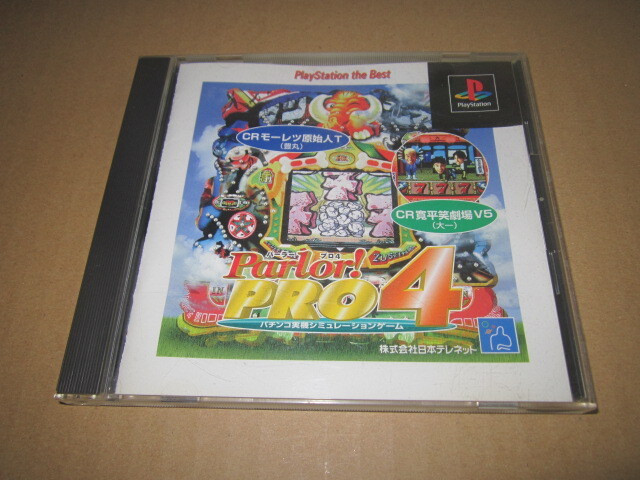 PlayStation the Best
PlayStation
CRモーレツ原始人T
(豊丸)
777
CR寛平笑劇場V5
(大一)
パーラー! プロ4
Parlor!
PRO 4
パチンコ実機シミュレーションゲーム
株式会社日本テレネット